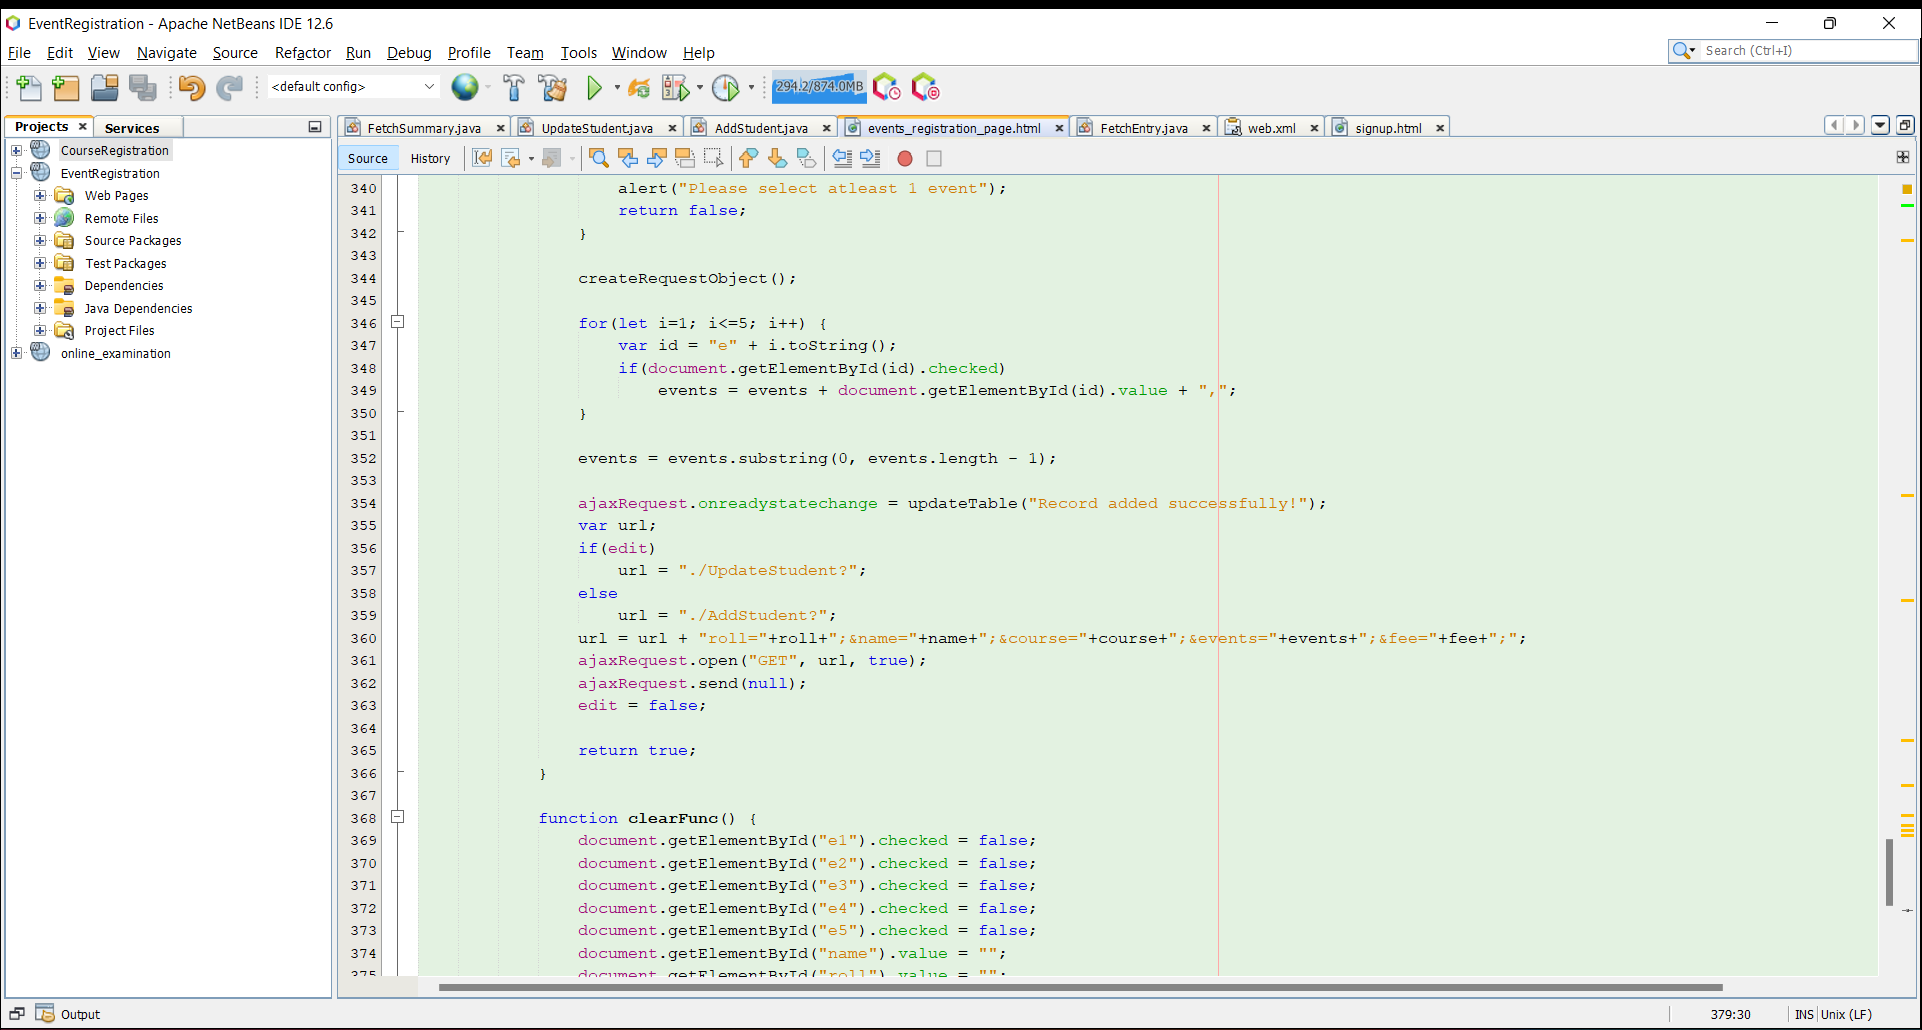 EventRegistration - Apache NetBeans IDE 12.6
File Edit View Navigate Source Refactor Run Debug Profile Team Tools Window Help
Search (Ctrl+I)
<default config>
294.2/874.0MB
Projects
Services
CourseRegistration
EventRegistration
Web Pages
Remote Files
Source Packages
Test Packages
Dependencies
Java Dependencies
Project Files
online_examination
FetchSummary.java UpdateStudent.java AddStudent.java events_registration_page.html FetchEntry.java web.xml signup.html
Source History
340 alert("Please select atleast 1 event");
341 return false;
342 }
343
344 createRequestObject();
345
346 for(let i=1; i<=5; i++) {
347 var id = "e" + i.toString();
348 if(document.getElementById(id).checked)
349 events = events + document.getElementById(id).value + ",";
350 }
351
352 events = events.substring(0, events.length - 1);
353
354 ajaxRequest.onreadystatechange = updateTable("Record added successfully!");
355 var url;
356 if(edit)
357 url = "./UpdateStudent?";
358 else
359 url = "./AddStudent?";
360 url = url + "roll="+roll+";&name="+name+";&course="+course+";&events="+events+";&fee="+fee+";";
361 ajaxRequest.open("GET", url, true);
362 ajaxRequest.send(null);
363 edit = false;
364
365 return true;
366 }
367
368 function clearFunc() {
369 document.getElementById("e1").checked = false;
370 document.getElementById("e2").checked = false;
371 document.getElementById("e3").checked = false;
372 document.getElementById("e4").checked = false;
373 document.getElementById("e5").checked = false;
374 document.getElementById("name").value = "";
375 document.getElementById("roll").value = "";
Output
379:30 INS Unix (LF)